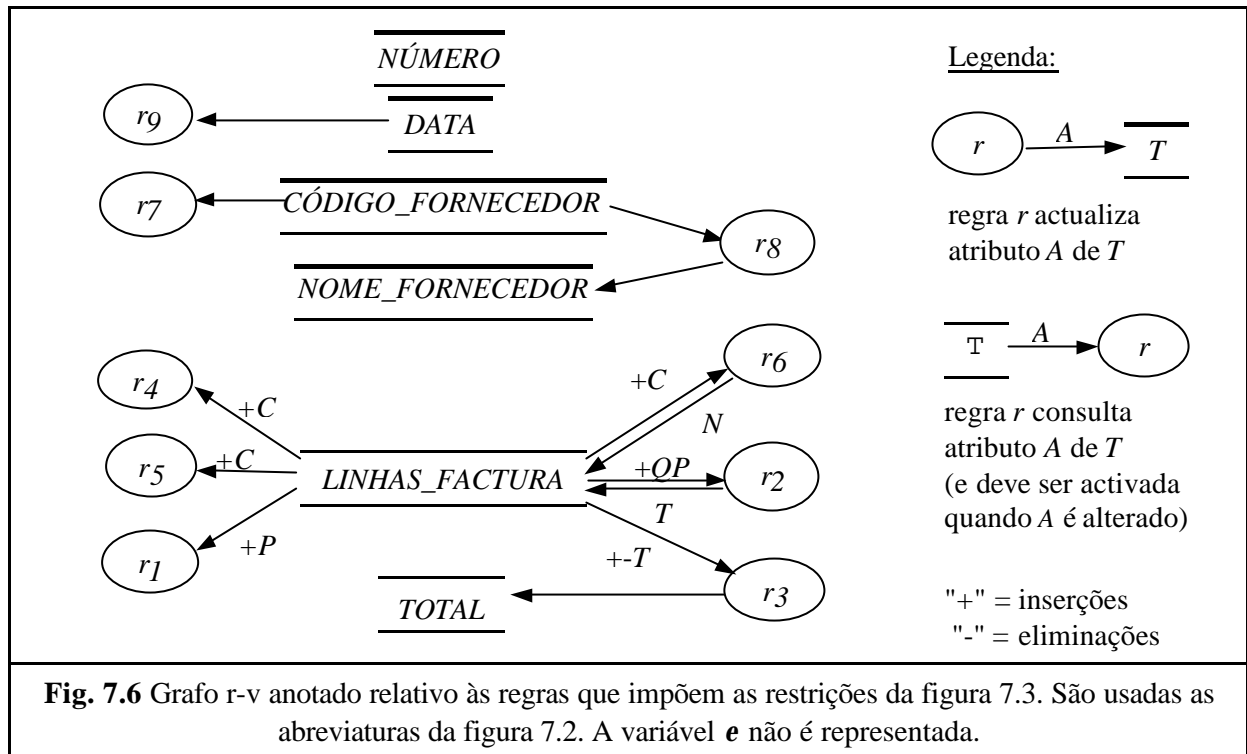 NÚMERO
Legenda:
r9
DATA
r
A
T
r7
CÓDIGO_FORNECEDOR
r8
regra r actualiza
atributo A de T
NOME_FORNECEDOR
T
A
r
r4
+C
+C
r6
N
regra r consulta
atributo A de T
(e deve ser activada
quando A é alterado)
r5
+C
LINHAS_FACTURA
+QP
r2
T
r1
+P
+-T
TOTAL
r3
"+" = inserções
"-" = eliminações
Fig. 7.6 Grafo r-v anotado relativo às regras que impõem as restrições da figura 7.3. São usadas as
abreviaturas da figura 7.2. A variável e não é representada.